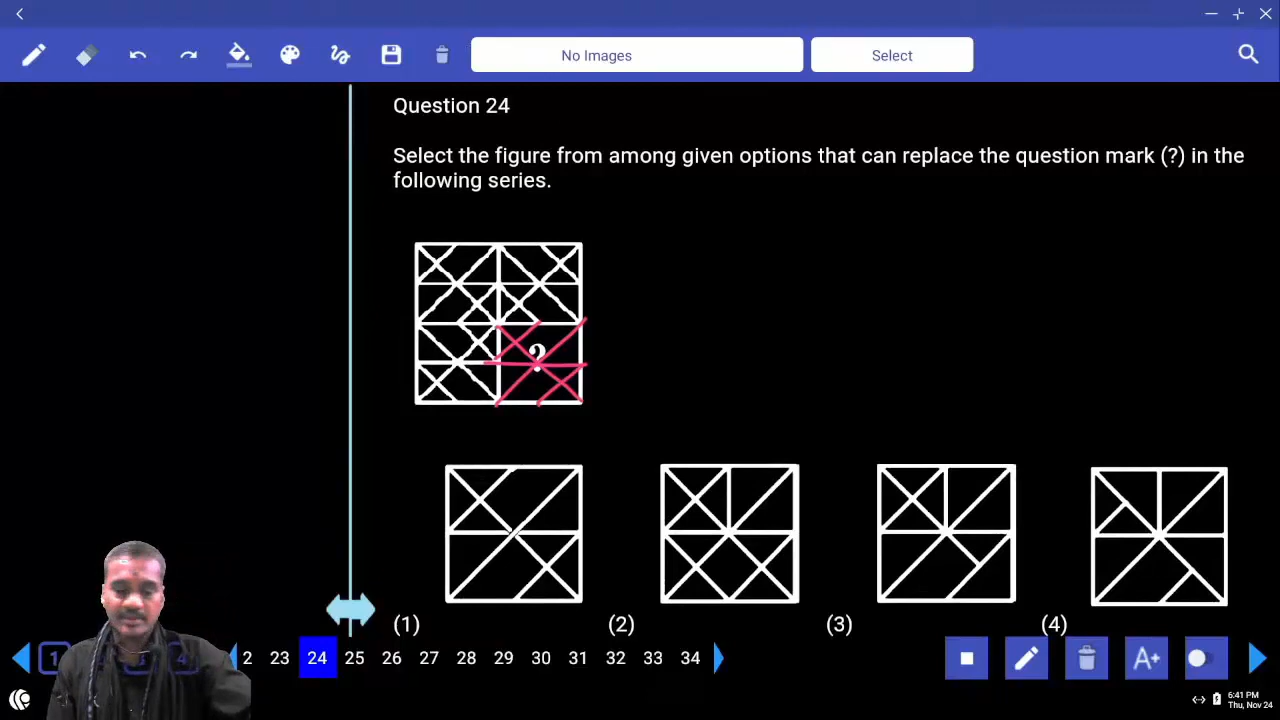 No Images
Select
Question 24
Select the figure from among given options that can replace the question mark (?) in the
following series.
?
(1)
(2)
(3)
(4)
1
4
2
23
24
25
26
27
28
29
30
31
32
33
34
A+
6:41 PM
Thu, Nov 24